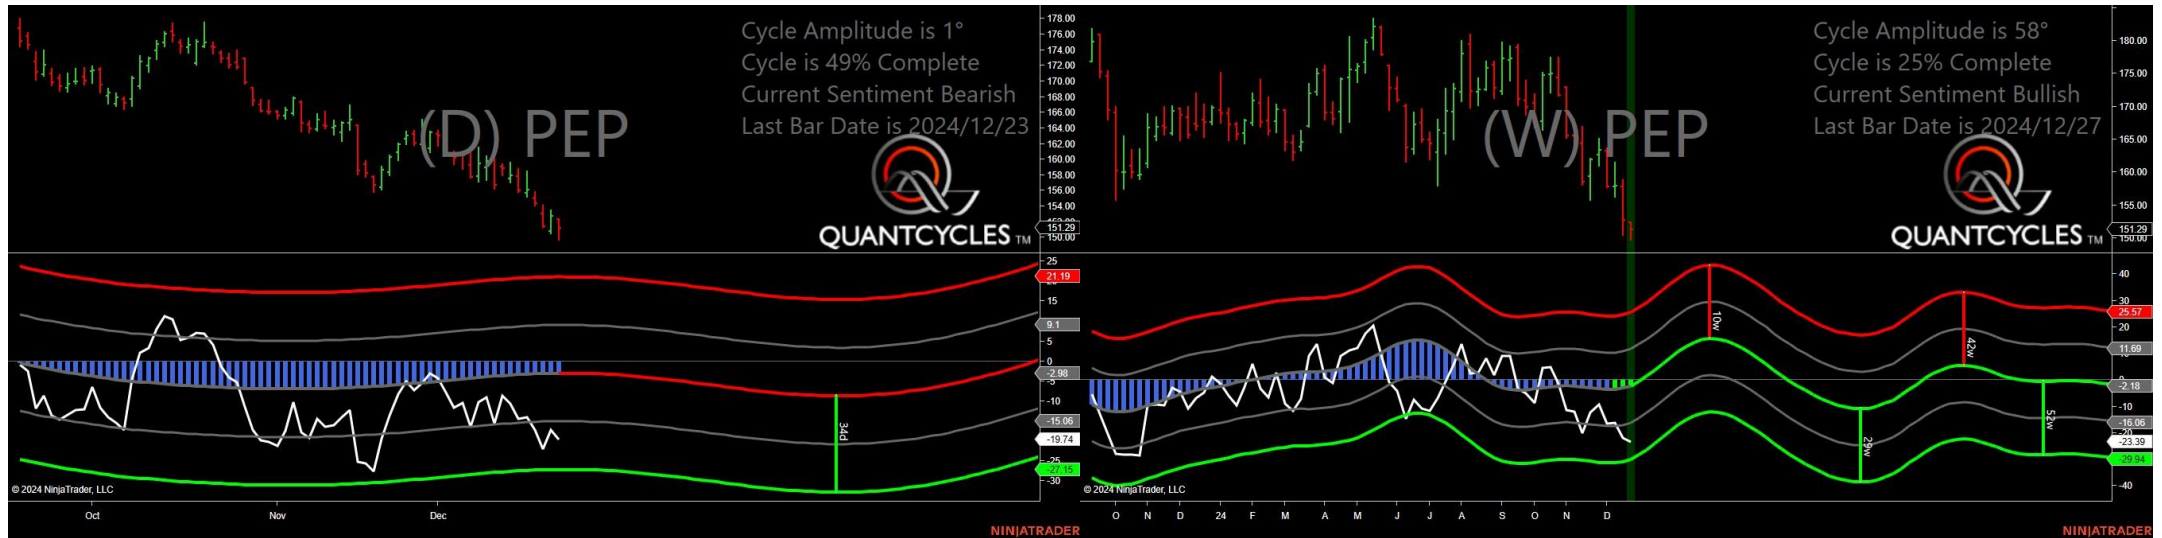 Cycle Amplitude is 1°
Cycle is 49% Complete
Current Sentiment Bearish
Last Bar Date is 2024/12/23
(D) PEP
QUANTCYCLES TM
178.00
176.00
174.00
172.00
170.00
168.00
166.00
164.00
162.00
160.00
158.00
156.00
154.00
151.29
150.00
25
21.19
15
9.1
5
0
-2.98
-5
-10
-15.06
-19.74
-25
-27.15
-30
34d
© 2024 NinjaTrader, LLC
Oct Nov Dec
NINJATRADER
Cycle Amplitude is 58°
Cycle is 25% Complete
Current Sentiment Bullish
Last Bar Date is 2024/12/27
(W) PEP
QUANTCYCLES TM
180.00
175.00
170.00
165.00
160.00
155.00
151.29
150.00
40
30
25.57
20
11.69
0
-2.18
-10
-16.06
-20
-23.39
-29.94
-40
10w
29w
42w
52w
© 2024 NinjaTrader, LLC
O N D 24 F M A M J J A S O N D
NINJATRADER